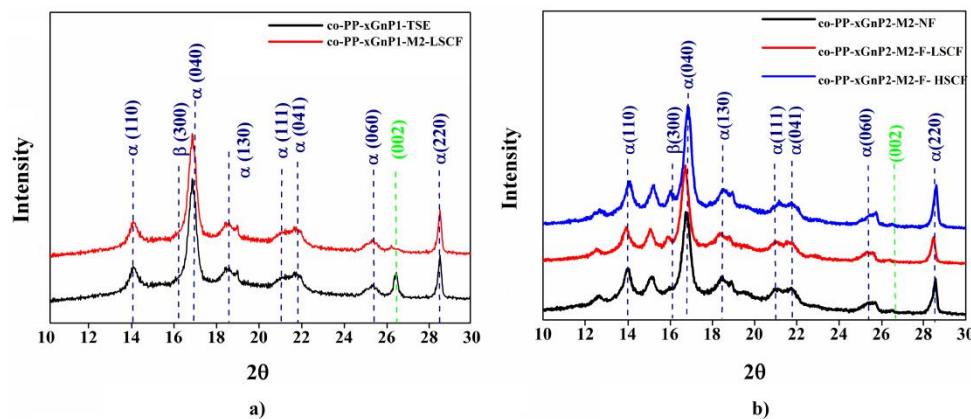 co-PP-xGnP1-TSE
co-PP-xGnP1-M2-LSCF
α (110)
β (300)
α (040)
α (130)
α (111)
α (041)
α (060)
(002)
α (220)
Intensity
10 12 14 16 18 20 22 24 26 28 30
2θ
a)
co-PP-xGnP2-M2-NF
co-PP-xGnP2-M2-F-LSCF
co-PP-xGnP2-M2-F- HSCF
α (110)
β(300)
α(040)
α(130)
α(111)
α(041)
α(060)
(002)
α(220)
Intensity
10 12 14 16 18 20 22 24 26 28 30
2θ
b)